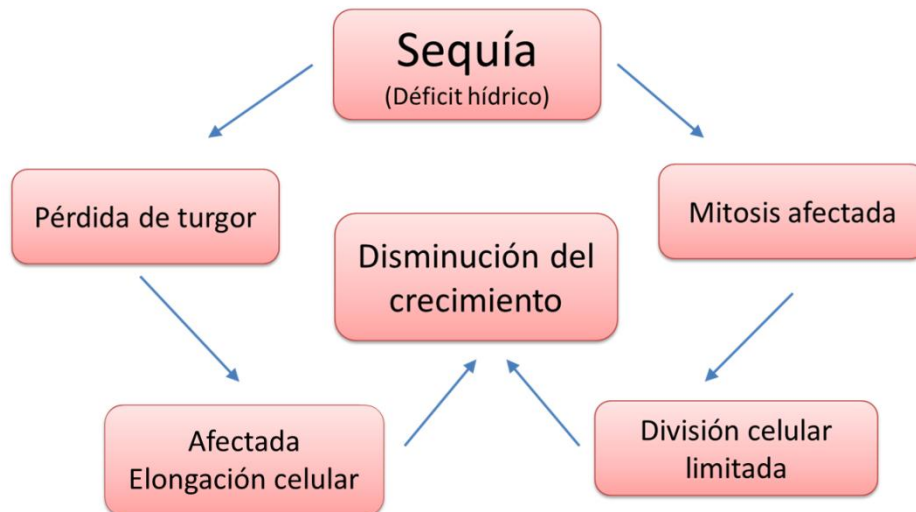 Sequía
(Déficit hídrico)
Pérdida de turgor
Mitosis afectada
Disminución del
crecimiento
Afectada
Elongación celular
División celular
limitada